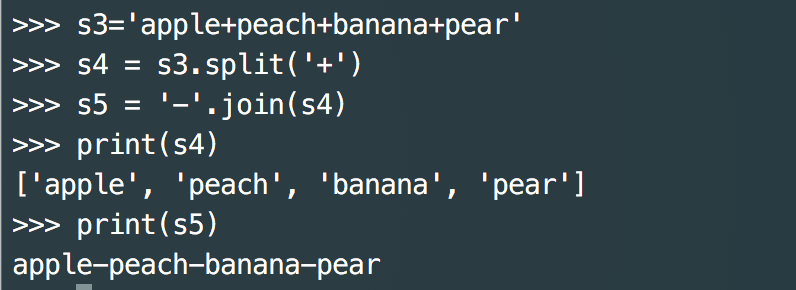 >>> s3='apple+peach+banana+pear'
>>> s4 = s3.split('+')
>>> s5 = '-'.join(s4)
>>> print(s4)
['apple', 'peach', 'banana', 'pear']
>>> print(s5)
apple-peach-banana-pear